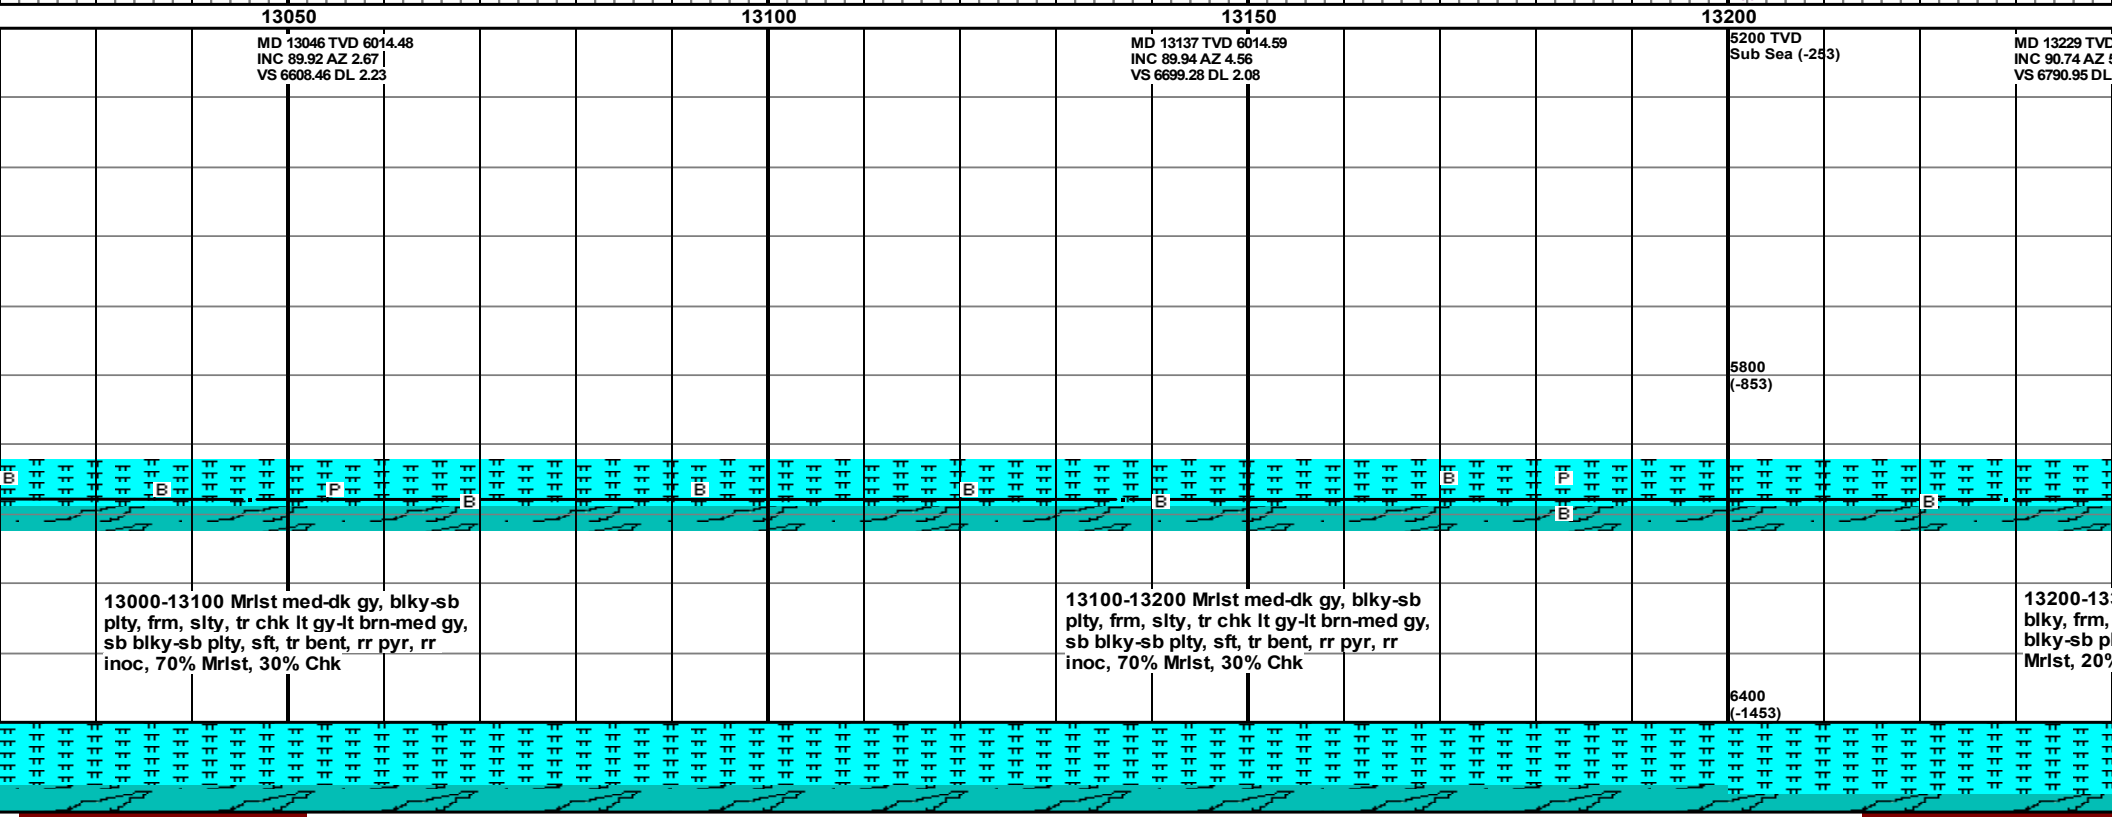 13050 13100 13150 13200
MD 13046 TVD 6014.48
INC 89.92 AZ 2.67
VS 6608.46 DL 2.23
MD 13137 TVD 6014.59
INC 89.94 AZ 4.56
VS 6699.28 DL 2.08
5200 TVD
Sub Sea (-253)
MD 13229 TVD
INC 90.74 AZ
VS 6790.95 DL
5800
(-853)
B B P B B B B B P B B
13000-13100 Mrlst med-dk gy, blky-sb
plty, frm, slty, tr chk lt gy-lt brn-med gy,
sb blky-sb plty, sft, tr bent, rr pyr, rr
inoc, 70% Mrlst, 30% Chk
13100-13200 Mrlst med-dk gy, blky-sb
plty, frm, slty, tr chk lt gy-lt brn-med gy,
sb blky-sb plty, sft, tr bent, rr pyr, rr
inoc, 70% Mrlst, 30% Chk
13200-13
blky, frm,
blky-sb p
Mrlst, 20%
6400
(-1453)